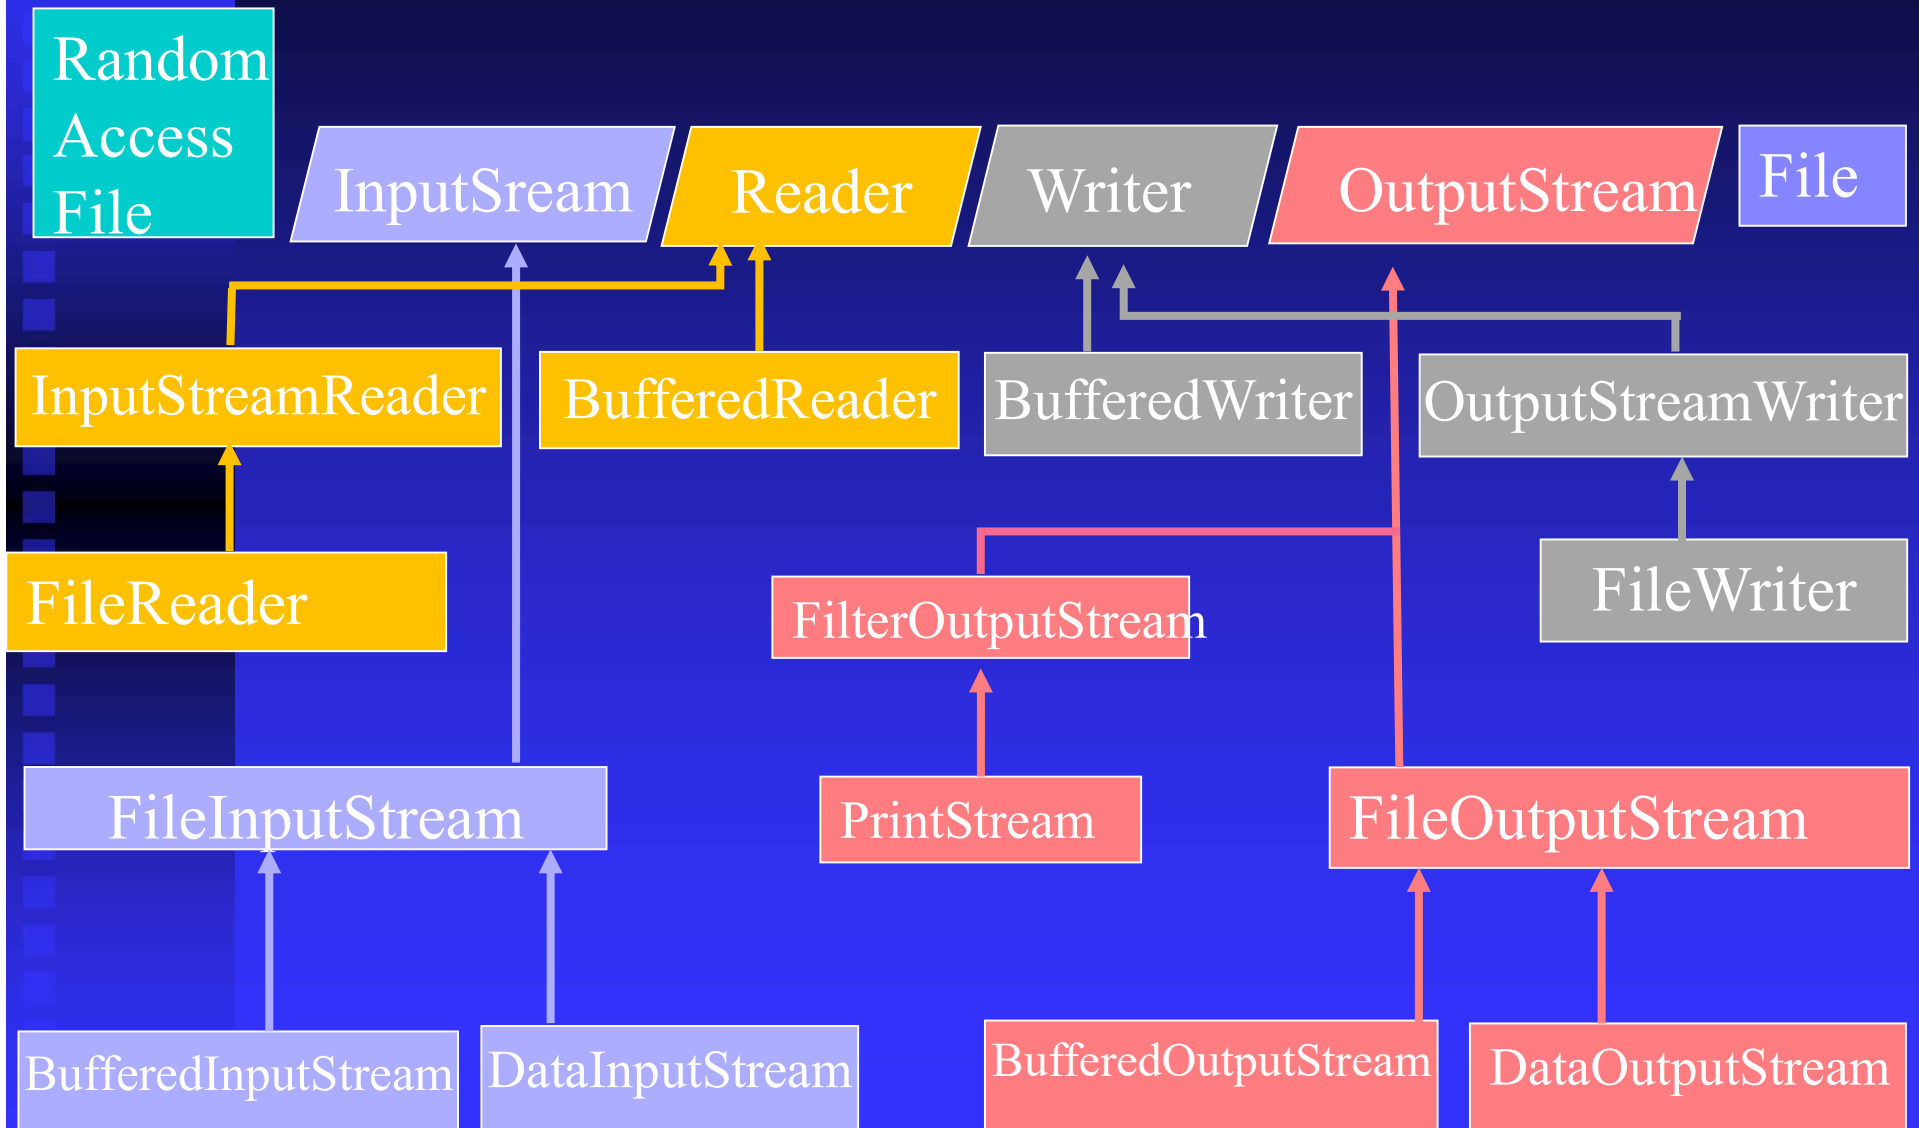 Random
Access
File
InputSream
Reader
Writer
OutputStream
File
InputStreamReader
BufferedReader
BufferedWriter
OutputStreamWriter
FileReader
FilterOutputStream
FileWriter
FileInputStream
PrintStream
FileOutputStream
BufferedInputStream
DataInputStream
BufferedOutputStream
DataOutputStream